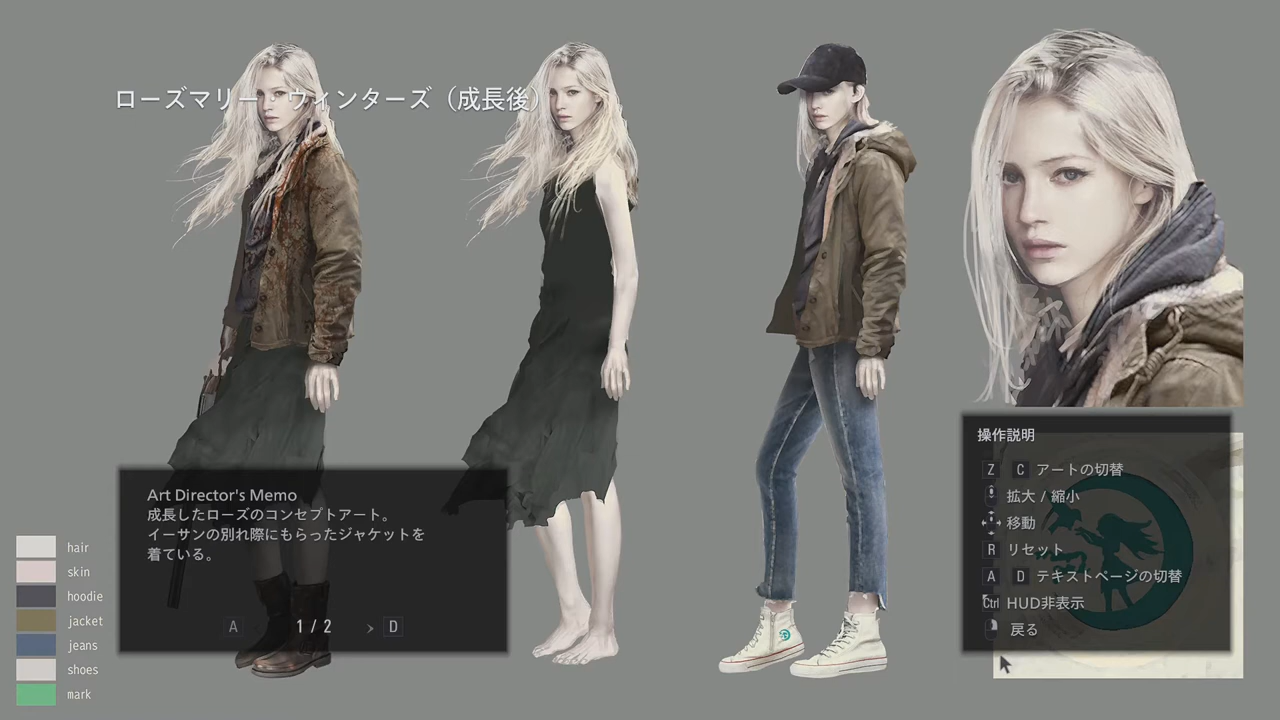 ローズマリー・ウィンターズ（成長後）
Art Director's Memo
成長したローズのコンセプトアート。
イーサンの別れ際にもらったジャケットを
着ている。
A 1 / 2 > D
hair
skin
hoodie
jacket
jeans
shoes
mark
操作説明
Z C アートの切替
拡大 / 縮小
移動
R リセット
A D テキストページの切替
Ctrl HUD非表示
戻る